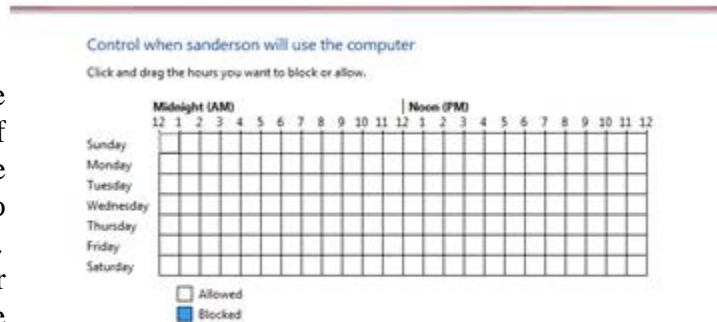 Control when sanderson will use the computer
Click and drag the hours you want to block or allow.
Midnight (AM) Noon (PM)
12 1 2 3 4 5 6 7 8 9 10 11 12 1 2 3 4 5 6 7 8 9 10 11 12
Sunday
Monday
Tuesday
Wednesday
Thursday
Friday
Saturday
Allowed
Blocked
e
f
e
o
.
r
e